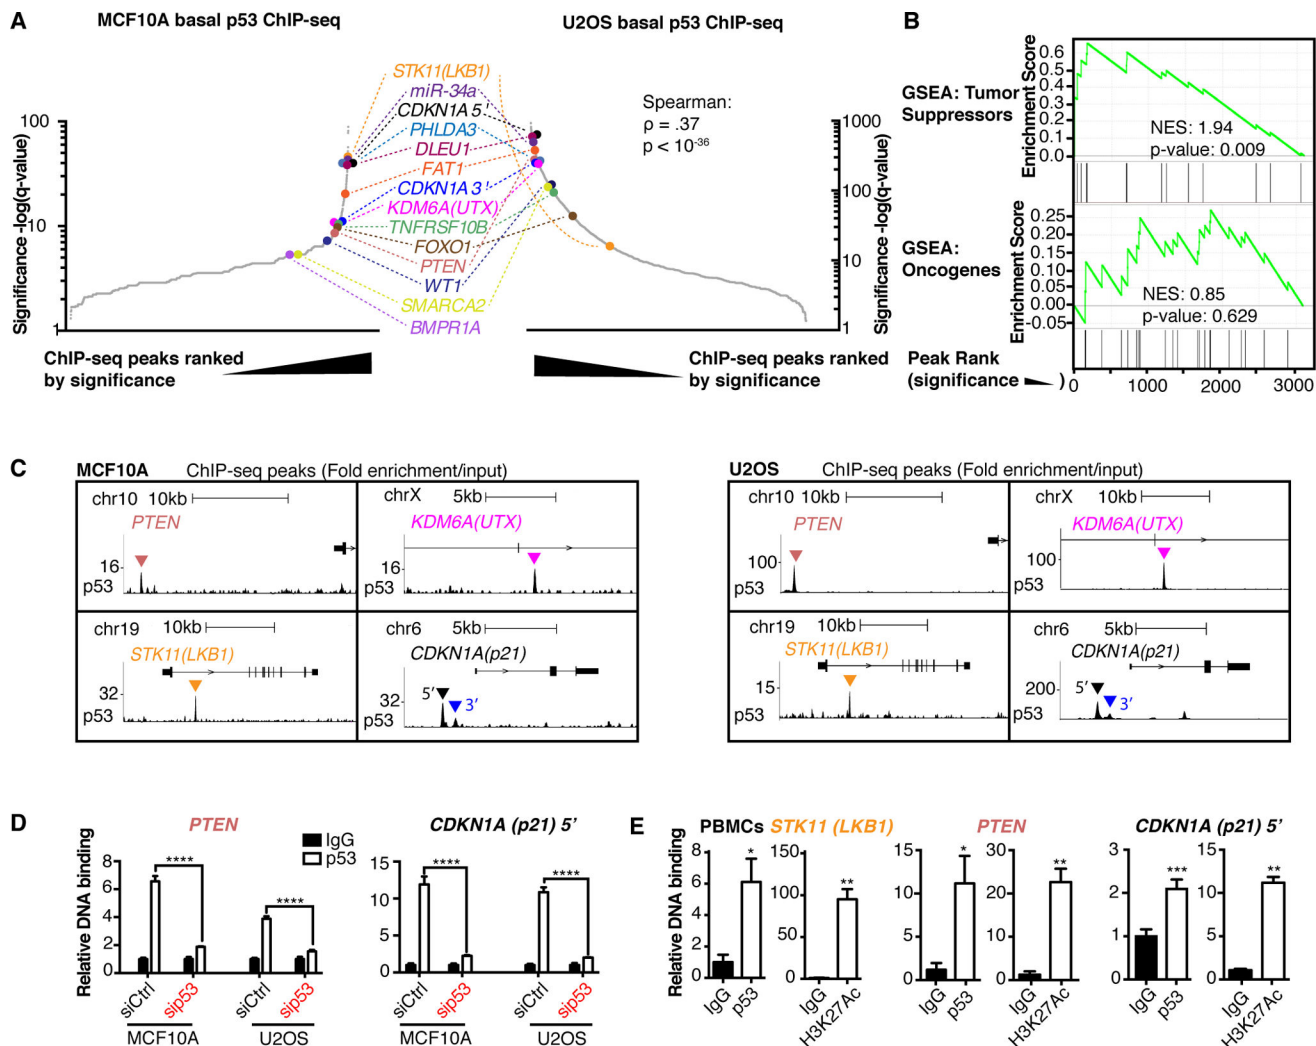 A
MCF10A basal p53 ChIP-seq
U2OS basal p53 ChIP-seq
Significance -log(q-value)
100
10
1
STK11(LKB1)
miR-34a
CDKN1A 5'
PHLDA3
DLEU1
FAT1
CDKN1A 3'
KDM6A(UTX)
TNFRSF10B
FOXO1
PTEN
WT1
SMARCA2
BMPR1A
Spearman:
ρ = .37
p < 10-36
1000
100
10
1
Significance -log(q-value)
ChIP-seq peaks ranked
by significance
ChIP-seq peaks ranked
by significance
B
GSEA: Tumor
Suppressors
Enrichment Score
0.6
0.5
0.4
0.3
0.2
0.1
0.0
NES: 1.94
p-value: 0.009
GSEA:
Oncogenes
Enrichment Score
0.25
0.20
0.15
0.10
0.05
0.00
-0.05
NES: 0.85
p-value: 0.629
Peak Rank
(significance )
0 1000 2000 3000
C
MCF10A ChIP-seq peaks (Fold enrichment/input)
chr10 10kb
PTEN
16
p53
chrX 5kb
KDM6A(UTX)
16
p53
chr19 10kb
STK11(LKB1)
32
p53
chr6 5kb
CDKN1A(p21)
32
5′
3′
p53
U2OS ChIP-seq peaks (Fold enrichment/input)
chr10 10kb
PTEN
100
p53
chrX 10kb
KDM6A(UTX)
100
p53
chr19 10kb
STK11(LKB1)
15
p53
chr6 5kb
CDKN1A(p21)
200
5′
3′
p53
D
PTEN
IgG
p53
Relative DNA binding
8
6
4
2
0
****
****
siCtrl sip53 siCtrl sip53
MCF10A U2OS
CDKN1A (p21) 5’
15
10
5
0
****
****
siCtrl sip53 siCtrl sip53
MCF10A U2OS
E
PBMCs STK11 (LKB1)
Relative DNA binding
8
6
4
2
0
*
IgG p53
150
100
50
0
**
IgG H3K27Ac
PTEN
15
10
5
0
*
IgG p53
30
20
10
0
**
IgG H3K27Ac
CDKN1A (p21) 5’
3
2
1
0
***
IgG p53
15
10
5
0
**
IgG H3K27Ac